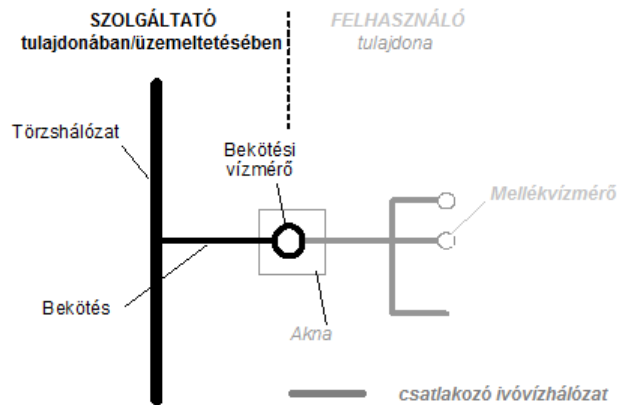 SZOLGÁLTATÓ
tulajdonában/üzemeltetésében
FELHASZNÁLÓ
tulajdona
Törzshálózat
Bekötési
vízmérő
Mellékvízmérő
Bekötés
Akna
csatlakozó ivóvízhálózat